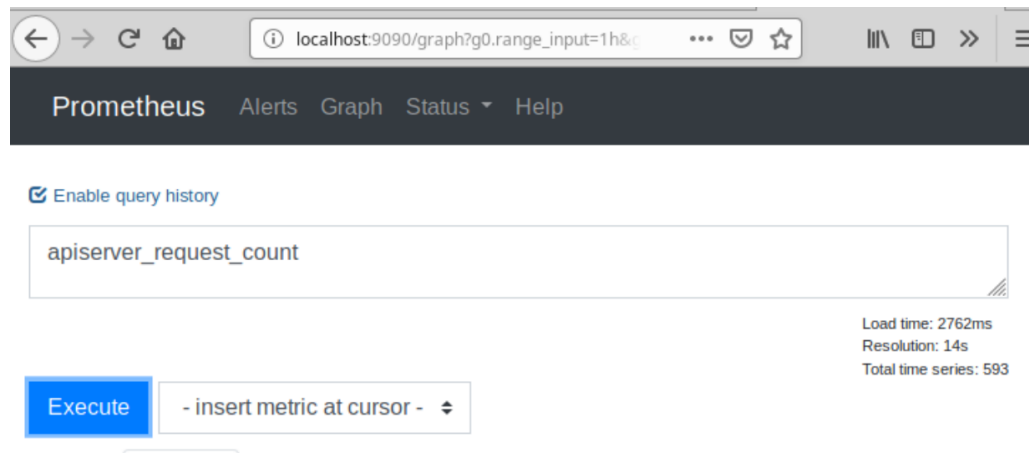 localhost:9090/graph?g0.range_input=1h&g
Prometheus Alerts Graph Status Help
Enable query history
apiserver_request_count
Load time: 2762ms
Resolution: 14s
Total time series: 593
Execute - insert metric at cursor -